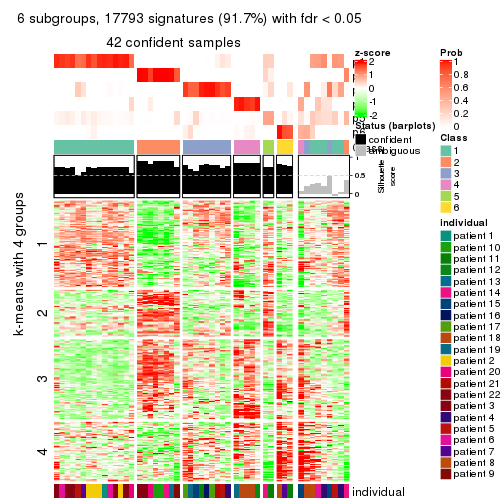 6 subgroups, 17793 signatures (91.7%) with fdr < 0.05
42 confident samples
k-means with 4 groups
1
2
3
4
z-score
2
1
0
-1
-2
Status (barplots)
confident
ambiguous
1
0.5
0
Silhouette
score
Prob
1
0.8
0.6
0.4
0.2
0
Class
1
2
3
4
5
6
individual
patient 1
patient 10
patient 11
patient 12
patient 13
patient 14
patient 15
patient 16
patient 17
patient 18
patient 19
patient 2
patient 20
patient 21
patient 22
patient 3
patient 4
patient 5
patient 6
patient 7
patient 8
patient 9
individual